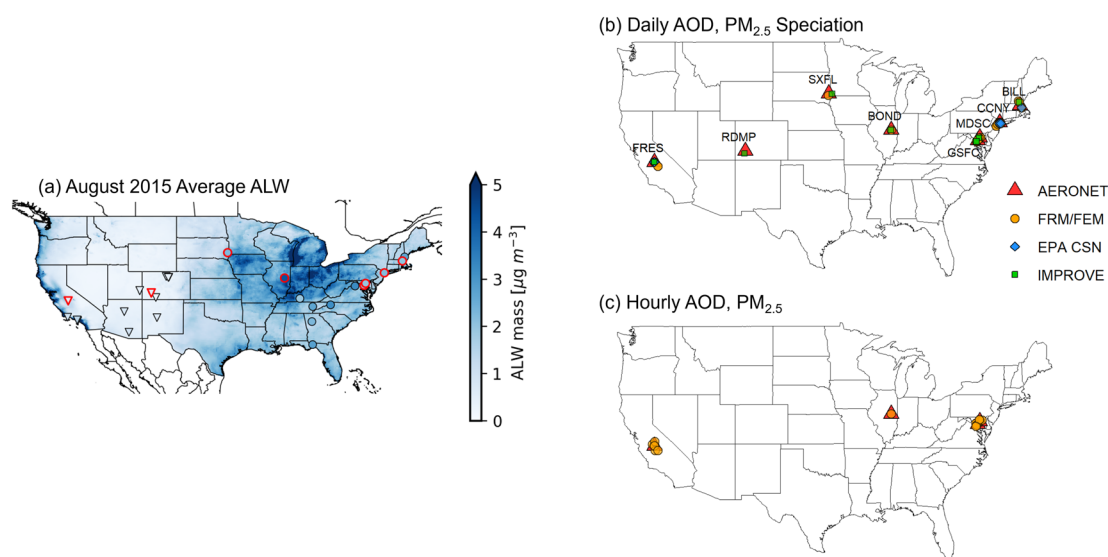 (a) August 2015 Average ALW
5
4
3
2
1
0
ALW mass [μg m⁻³]
(b) Daily AOD, PM₂.₅ Speciation
SXFL
BILL
CCNY
BOND
MDSC
RDMP
GSFC
FRES
AERONET
FRM/FEM
EPA CSN
IMPROVE
(c) Hourly AOD, PM₂.₅